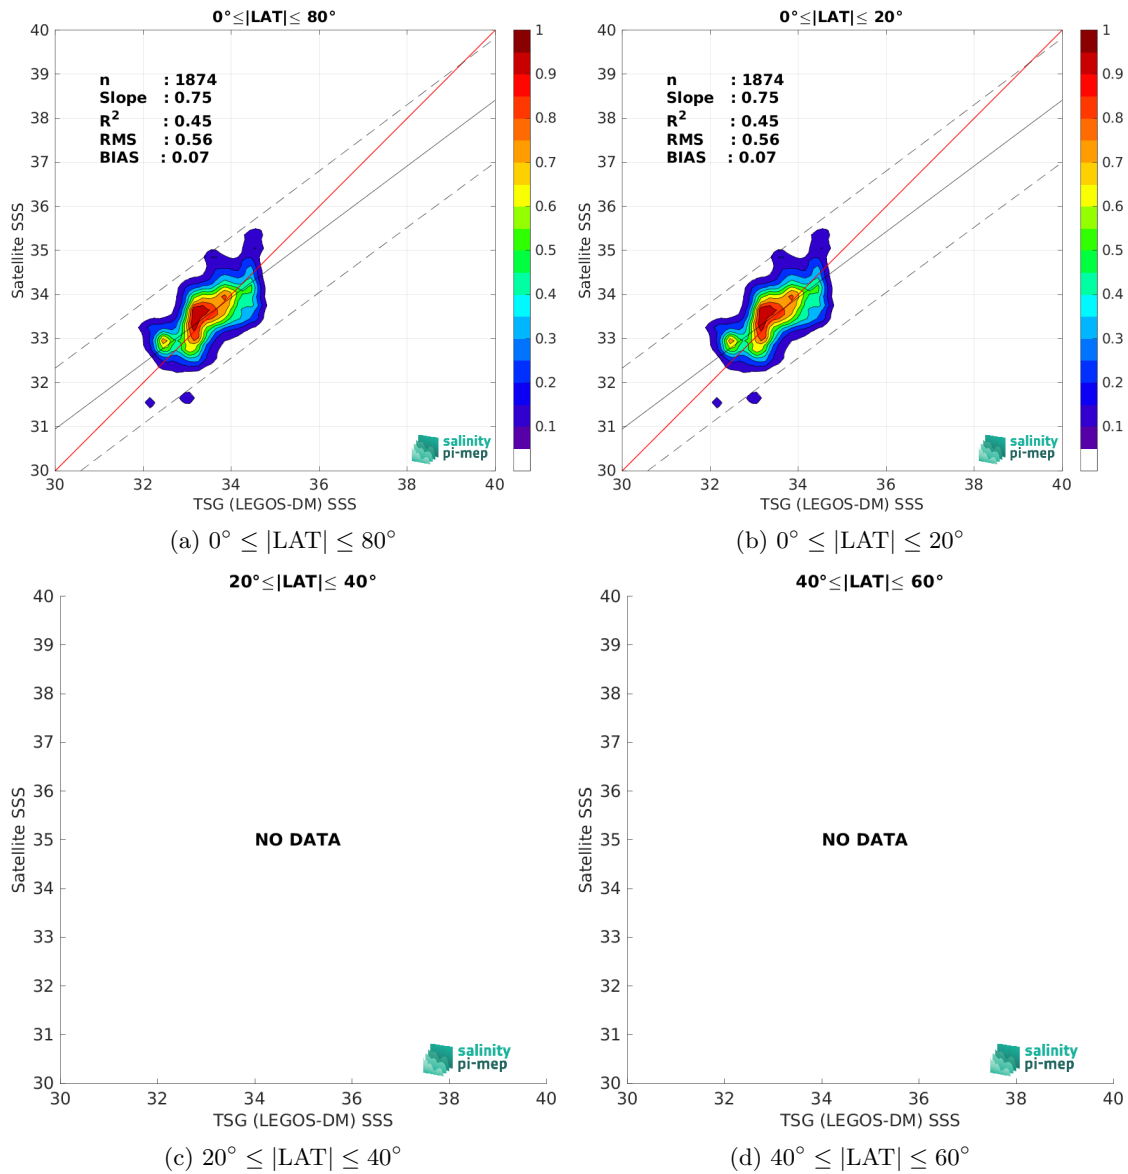 0°≤|LAT|≤ 80°
40
39
38
37
36
35
34
33
32
31
30
Satellite SSS
n : 1874
Slope : 0.75
R² : 0.45
RMS : 0.56
BIAS : 0.07
1
0.9
0.8
0.7
0.6
0.5
0.4
0.3
0.2
0.1
salinity
pi-mep
30 32 34 36 38 40
TSG (LEGOS-DM) SSS
(a) 0° ≤ |LAT| ≤ 80°
0°≤|LAT|≤ 20°
40
39
38
37
36
35
34
33
32
31
30
Satellite SSS
n : 1874
Slope : 0.75
R² : 0.45
RMS : 0.56
BIAS : 0.07
1
0.9
0.8
0.7
0.6
0.5
0.4
0.3
0.2
0.1
salinity
pi-mep
30 32 34 36 38 40
TSG (LEGOS-DM) SSS
(b) 0° ≤ |LAT| ≤ 20°
20°≤|LAT|≤ 40°
40
39
38
37
36
35
34
33
32
31
30
Satellite SSS
NO DATA
salinity
pi-mep
30 32 34 36 38 40
TSG (LEGOS-DM) SSS
(c) 20° ≤ |LAT| ≤ 40°
40°≤|LAT|≤ 60°
40
39
38
37
36
35
34
33
32
31
30
Satellite SSS
NO DATA
salinity
pi-mep
30 32 34 36 38 40
TSG (LEGOS-DM) SSS
(d) 40° ≤ |LAT| ≤ 60°